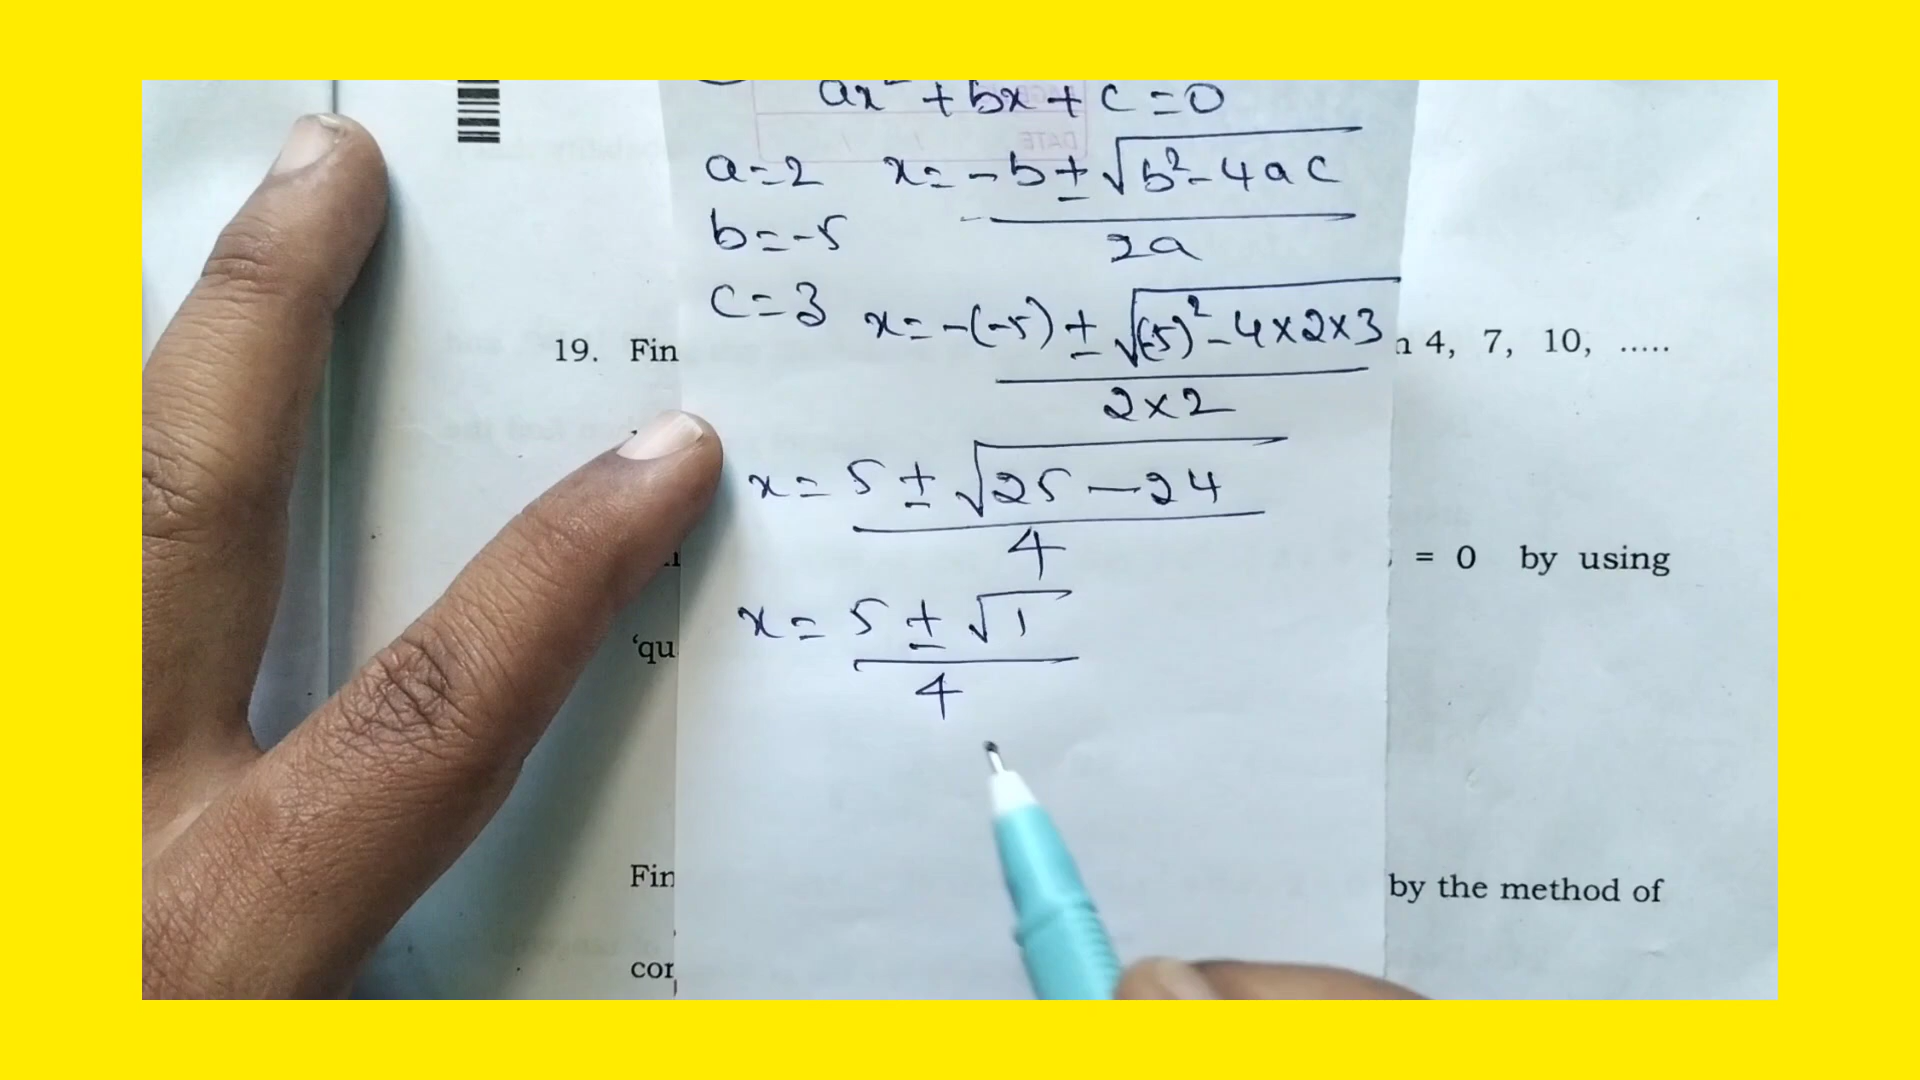 ax² + bx + c = 0
a = 2 x = -b ± √b² - 4ac
b = -5 2a
c = 3 x = -(-5) ± √(-5)² - 4×2×3
19. Fin 4, 7, 10, .....
2×2
x = 5 ± √25 - 24
4
= 0 by using
x = 5 ± √1
‘qu
4
Fin by the method of